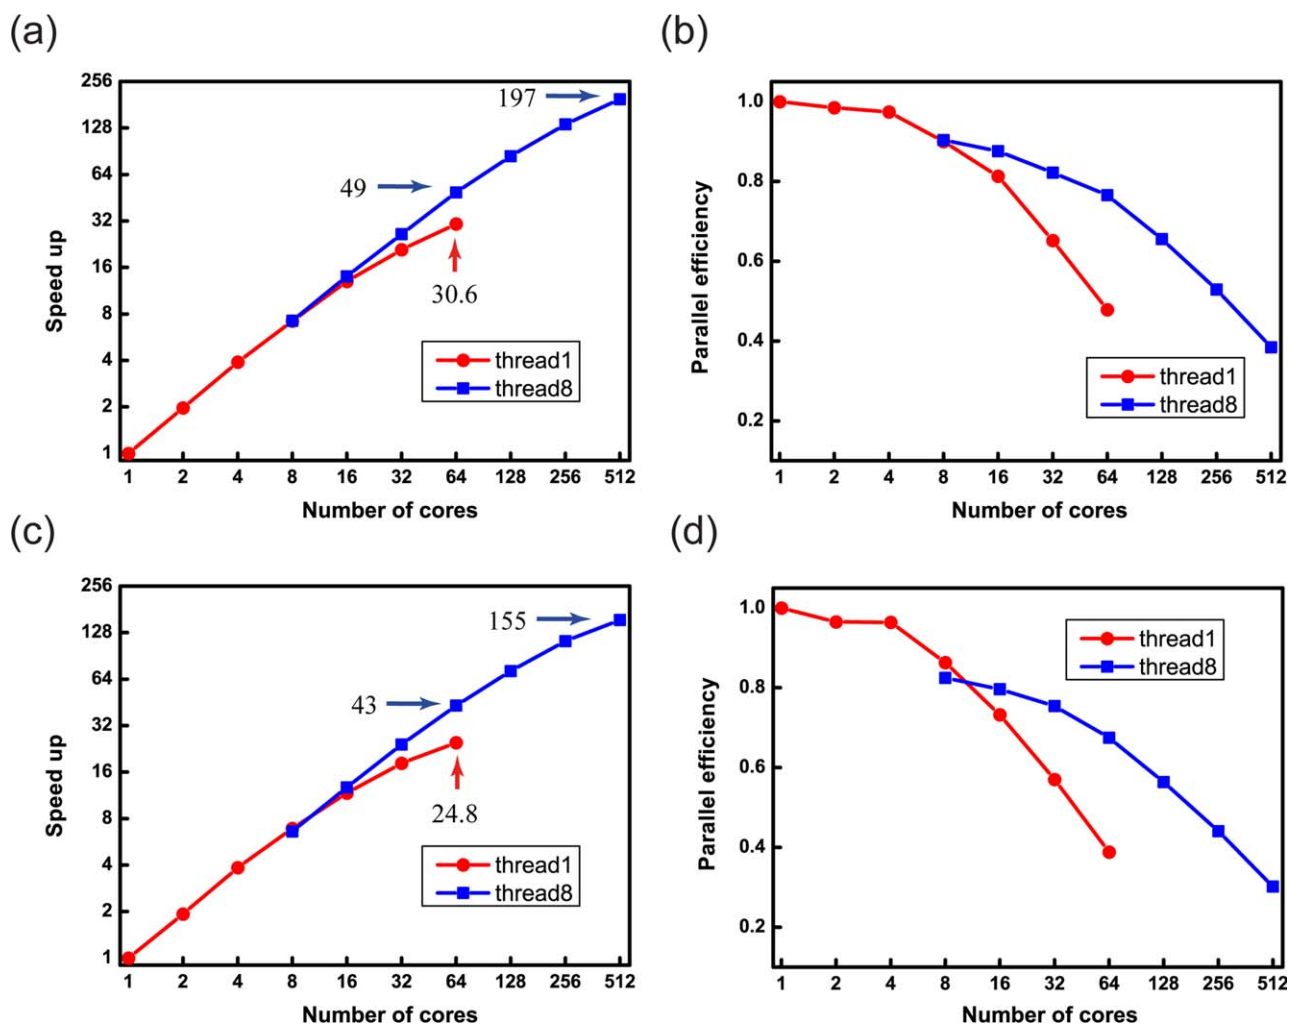 (a)
256
128
64
32
16
8
4
2
1
Speed up
197
49
30.6
thread1
thread8
1 2 4 8 16 32 64 128 256 512
Number of cores
(b)
1.0
0.8
0.6
0.4
0.2
Parallel efficiency
thread1
thread8
1 2 4 8 16 32 64 128 256 512
Number of cores
(c)
256
128
64
32
16
8
4
2
1
Speed up
155
43
24.8
thread1
thread8
1 2 4 8 16 32 64 128 256 512
Number of cores
(d)
1.0
0.8
0.6
0.4
0.2
Parallel efficiency
thread1
thread8
1 2 4 8 16 32 64 128 256 512
Number of cores